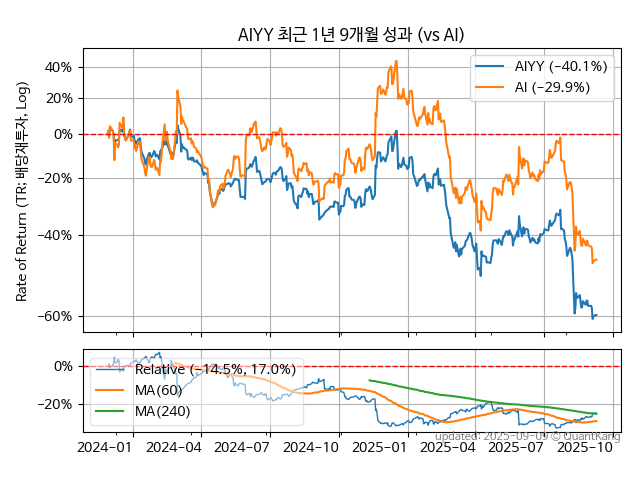 AIYY 최근 1년 9개월 성과 (vs AI)
Rate of Return (TR: 배당재투자, Log)
40%
20%
0%
−20%
−40%
−60%
AIYY (−40.1%)
AI (−29.9%)
0%
−20%
Relative (−14.5%, 17.0%)
MA(60)
MA(240)
updated: 2025-09-09 © QuantKang
2024-01 2024-04 2024-07 2024-10 2025-01 2025-04 2025-07 2025-10